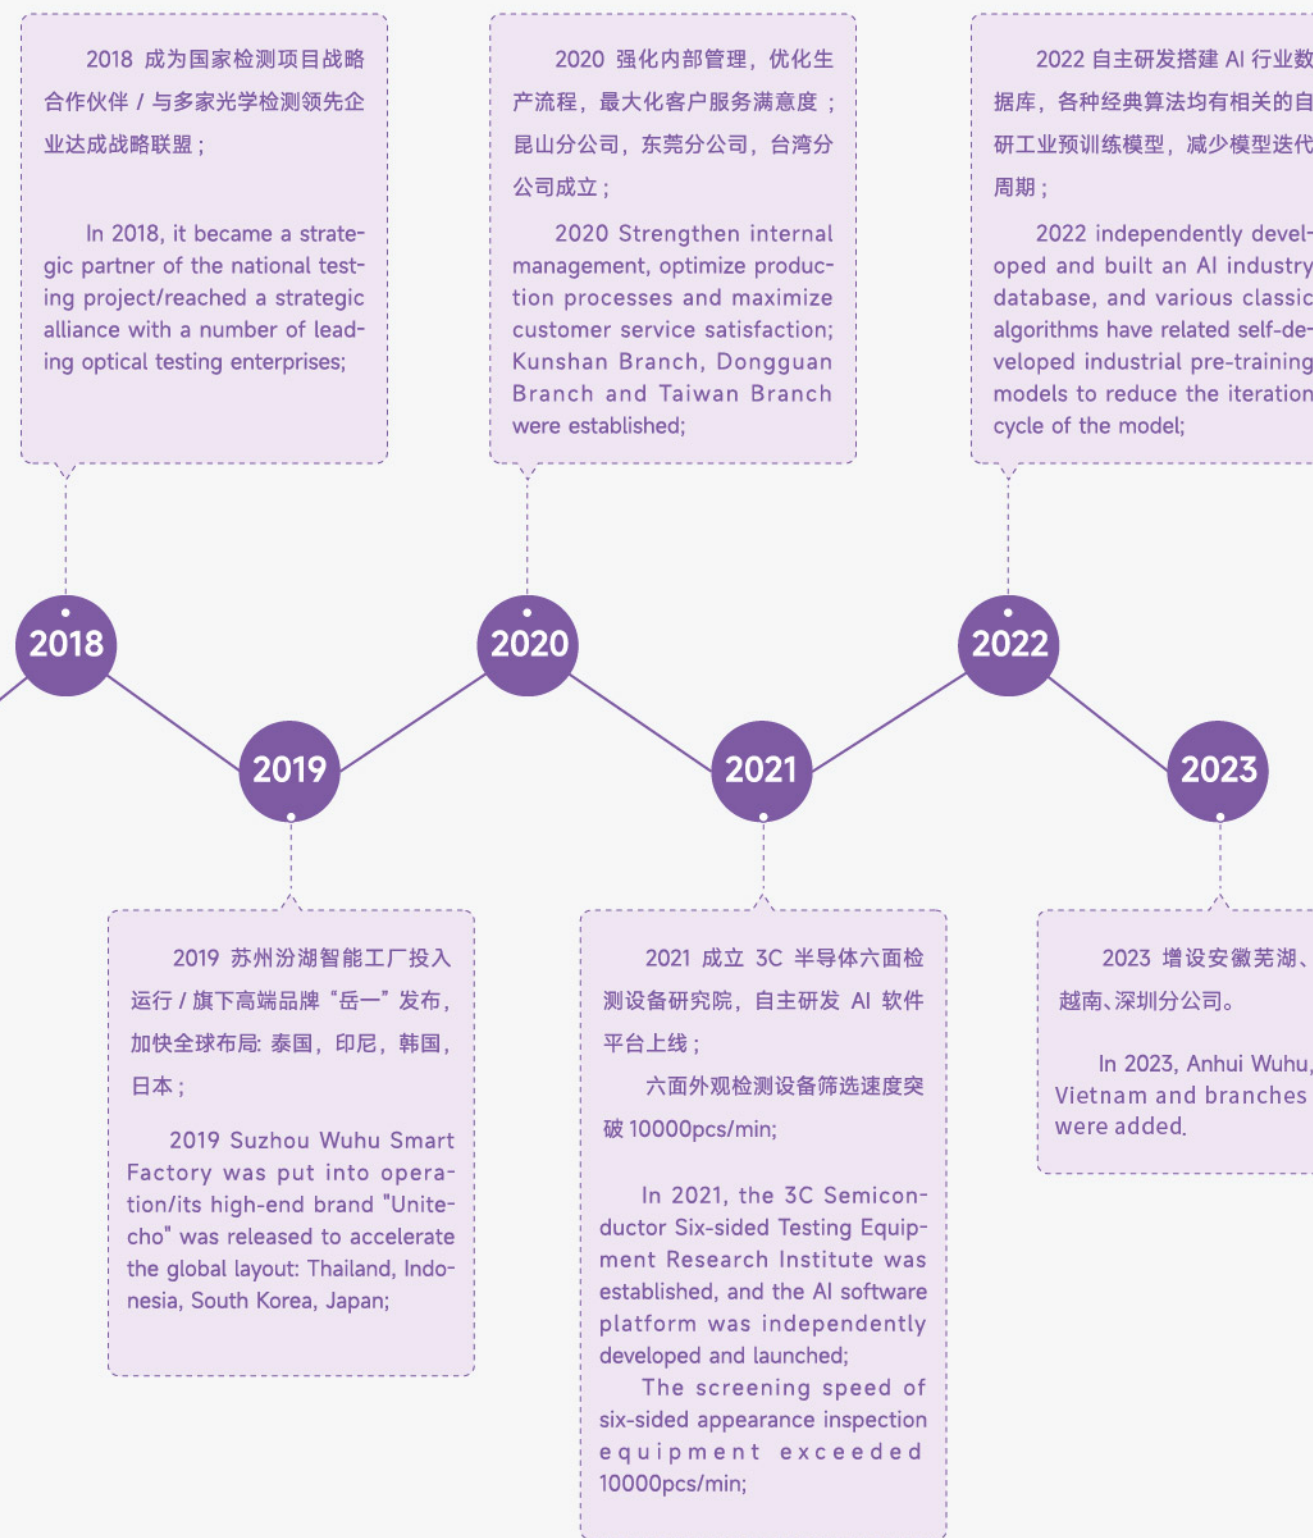 2018 成为国家检测项目战略
合作伙伴 / 与多家光学检测领先企
业达成战略联盟；
In 2018, it became a strate-
gic partner of the national test-
ing project/reached a strategic
alliance with a number of lead-
ing optical testing enterprises;
2020 强化内部管理，优化生
产流程，最大化客户服务满意度；
昆山分公司，东莞分公司，台湾分
公司成立；
2020 Strengthen internal
management, optimize produc-
tion processes and maximize
customer service satisfaction;
Kunshan Branch, Dongguan
Branch and Taiwan Branch
were established;
2022 自主研发搭建 AI 行业数
据库，各种经典算法均有相关的自
研工业预训练模型，减少模型迭代
周期；
2022 independently devel-
oped and built an AI industry
database, and various classic
algorithms have related self-de-
veloped industrial pre-training
models to reduce the iteration
cycle of the model;
2018
2020
2022
2019
2021
2023
2019 苏州汾湖智能工厂投入
运行 / 旗下高端品牌“岳一”发布，
加快全球布局: 泰国，印尼，韩国，
日本；
2019 Suzhou Wuhu Smart
Factory was put into opera-
tion/its high-end brand "Unite-
cho" was released to accelerate
the global layout: Thailand, Indo-
nesia, South Korea, Japan;
2021 成立 3C 半导体六面检
测设备研究院，自主研发 AI 软件
平台上线；
六面外观检测设备筛选速度突
破 10000pcs/min;
In 2021, the 3C Semicon-
ductor Six-sided Testing Equip-
ment Research Institute was
established, and the AI software
platform was independently
developed and launched;
The screening speed of
six-sided appearance inspection
equipment exceeded
10000pcs/min;
2023 增设安徽芜湖、
越南、深圳分公司。
In 2023, Anhui Wuhu,
Vietnam and branches
were added.